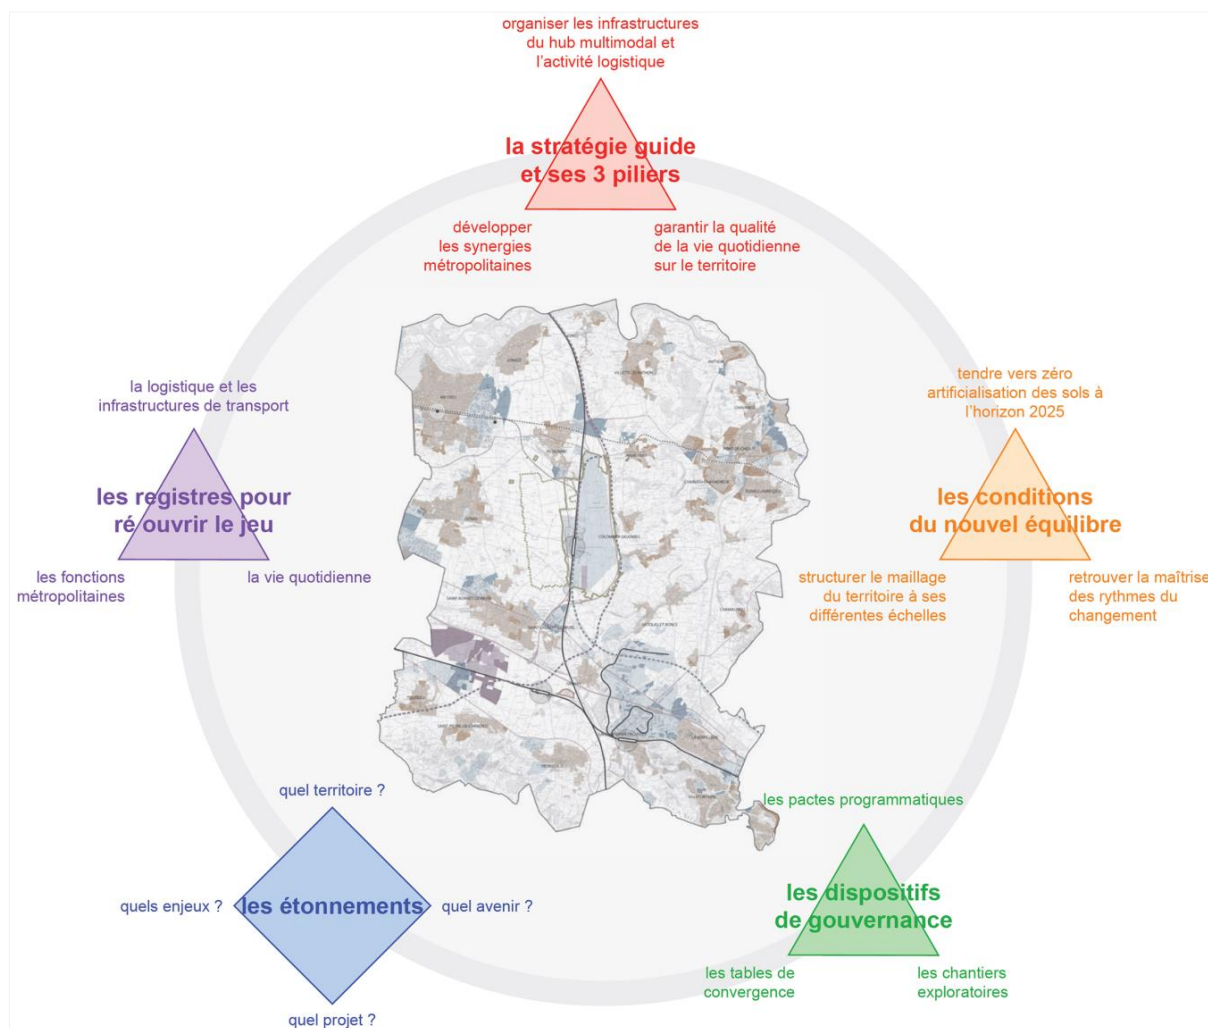 organiser les infrastructures
du hub multimodal et
l'activité logistique
la stratégie guide
et ses 3 piliers
développer
les synergies
métropolitaines
garantir la qualité
de la vie quotidienne
sur le territoire
la logistique et les
infrastructures de transport
les registres pour
ré ouvrir le jeu
les fonctions
métropolitaines
la vie quotidienne
tendre vers zéro
artificialisation des sols à
l'horizon 2025
les conditions
du nouvel équilibre
structurer le maillage
du territoire à ses
différentes échelles
retrouver la maîtrise
des rythmes du
changement
quel territoire ?
quels enjeux ?
les étonnements
quel avenir ?
quel projet ?
les pactes programmatiques
les dispositifs
de gouvernance
les tables de
convergence
les chantiers
exploratoires